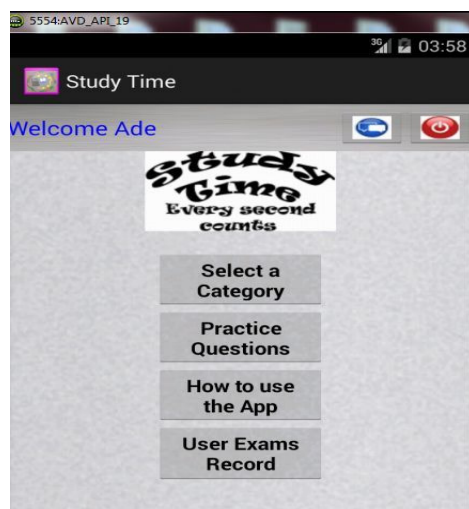 5554:AVD_API_19
3G 03:58
Study Time
Welcome Ade
Study
Time
Every second
counts
Select a
Category
Practice
Questions
How to use
the App
User Exams
Record